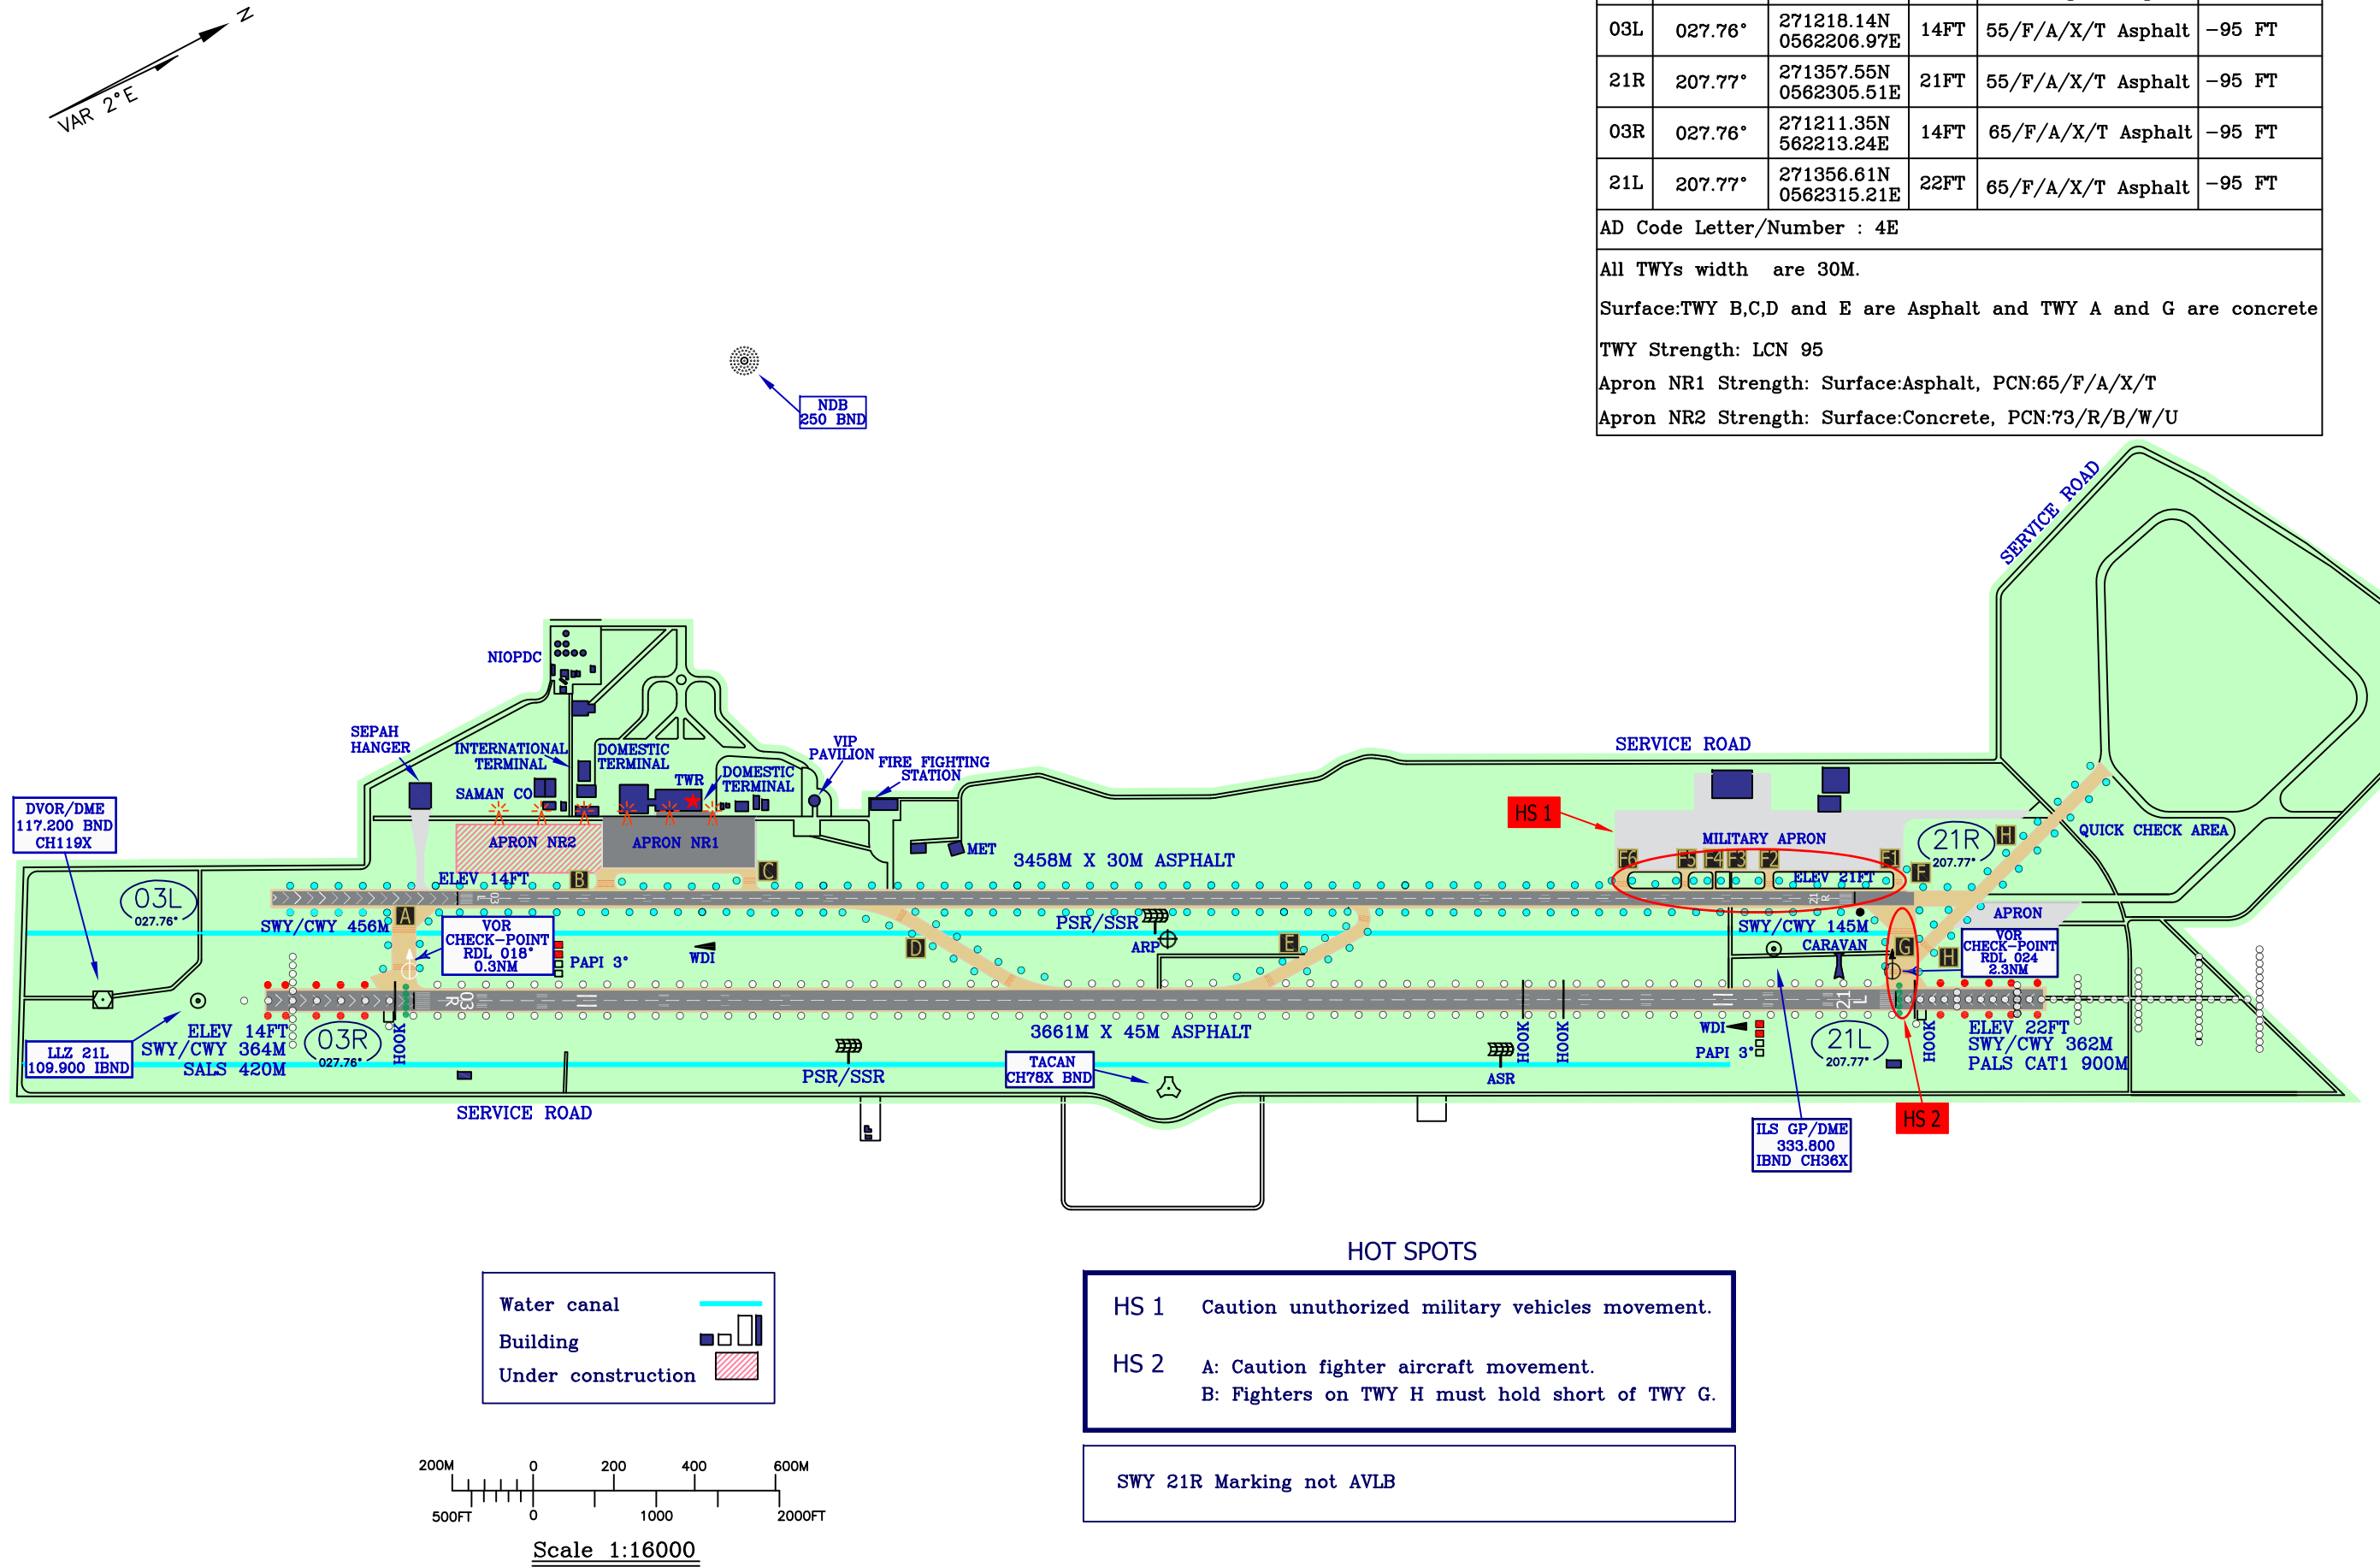 N
VAR 2°E
03L 027.76° 271218.14N 0562206.97E 14FT 55/F/A/X/T Asphalt -95 FT
21R 207.77° 271357.55N 0562305.51E 21FT 55/F/A/X/T Asphalt -95 FT
03R 027.76° 271211.35N 562213.24E 14FT 65/F/A/X/T Asphalt -95 FT
21L 207.77° 271356.61N 0562315.21E 22FT 65/F/A/X/T Asphalt -95 FT
AD Code Letter/Number : 4E
All TWYs width are 30M.
Surface:TWY B,C,D and E are Asphalt and TWY A and G are concrete
TWY Strength: LCN 95
Apron NR1 Strength: Surface:Asphalt, PCN:65/F/A/X/T
Apron NR2 Strength: Surface:Concrete, PCN:73/R/B/W/U
NDB
250 BND
SERVICE ROAD
NIOPDC
SEPAH
HANGER
INTERNATIONAL
TERMINAL
DOMESTIC
TERMINAL
TWR
DOMESTIC
TERMINAL
VIP
PAVILION
FIRE FIGHTING
STATION
SERVICE ROAD
SAMAN CO
DVOR/DME
117.200 BND
CH119X
HS 1
APRON NR2
APRON NR1
MET
MILITARY APRON
21R
207.77°
H
QUICK CHECK AREA
3458M X 30M ASPHALT
F6
F5
F4
F3
F2
F1
F
ELEV 14FT
B
C
ELEV 21FT
03L
027.76°
L
03
21
R
A
SWY/CWY 456M
VOR
CHECK-POINT
RDL 018°
0.3NM
PAPI 3°
WDI
D
PSR/SSR
ARP
E
SWY/CWY 145M
CARAVAN
G
H
APRON
VOR
CHECK-POINT
RDL 024
2.3NM
R
03
21
L
LLZ 21L
109.900 IBND
ELEV 14FT
SWY/CWY 364M
SALS 420M
03R
027.76°
HOOK
3661M X 45M ASPHALT
PSR/SSR
TACAN
CH78X BND
ASR
HOOK
HOOK
WDI
PAPI 3°
21L
207.77°
HOOK
ELEV 22FT
SWY/CWY 362M
PALS CAT1 900M
SERVICE ROAD
HS 2
ILS GP/DME
333.800
IBND CH36X
HOT SPOTS
HS 1 Caution unuthorized military vehicles movement.
HS 2 A: Caution fighter aircraft movement.
B: Fighters on TWY H must hold short of TWY G.
SWY 21R Marking not AVLB
Water canal
Building
Under construction
200M 0 200 400 600M
500FT 0 1000 2000FT
Scale 1:16000